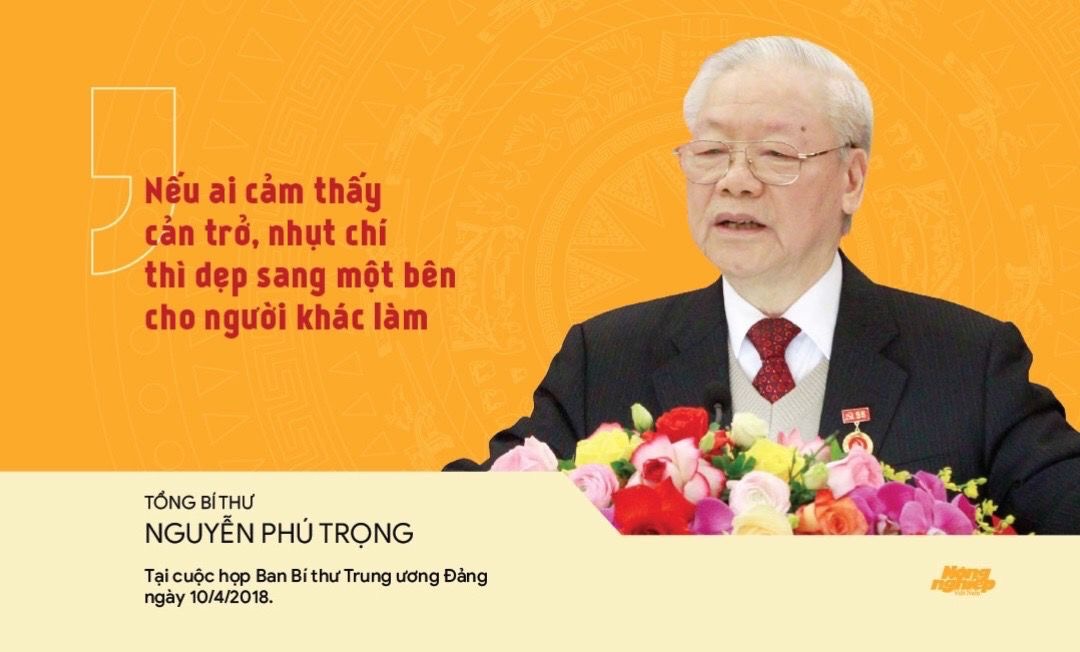 Nếu ai cảm thấy
cản trở, nhụt chí
thì dẹp sang một bên
cho người khác làm
TỔNG BÍ THƯ
NGUYỄN PHÚ TRỌNG
Tại cuộc họp Ban Bí thư Trung ương Đảng
ngày 10/4/2018.
Nông
nghiệp
Việt Nam